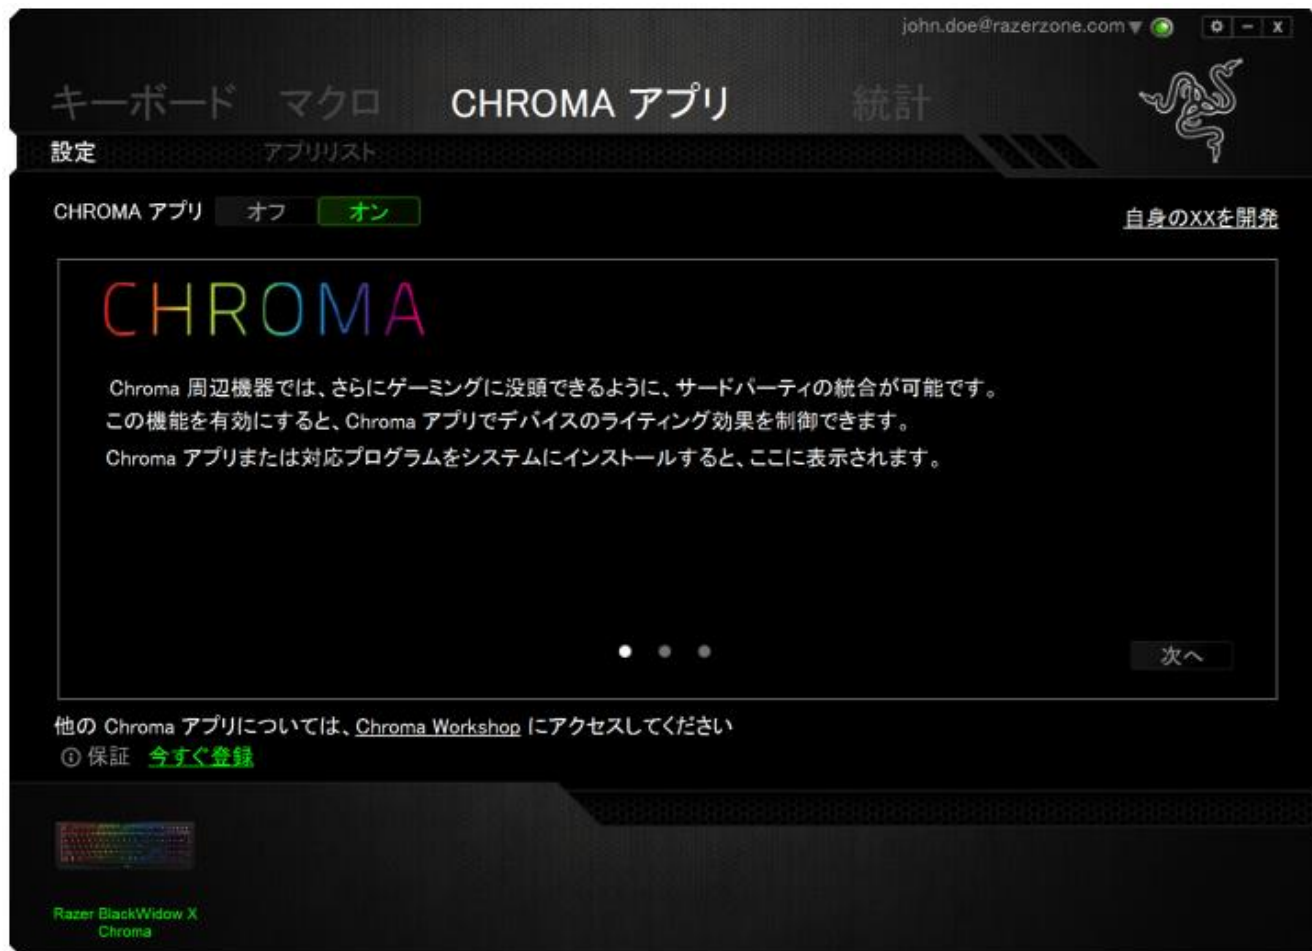 john.doe@razerzone.com
キーボード マクロ CHROMA アプリ 統計
設定 アプリリスト
CHROMA アプリ オフ オン
自身のXXを開発
CHROMA
Chroma 周辺機器では、さらにゲーミングに没頭できるように、サードパーティの統合が可能です。
この機能を有効にすると、Chroma アプリでデバイスのライティング効果を制御できます。
Chroma アプリまたは対応プログラムをシステムにインストールすると、ここに表示されます。
次へ
他の Chroma アプリについては、Chroma Workshop にアクセスしてください
保証 今すぐ登録
Razer BlackWidow X
Chroma